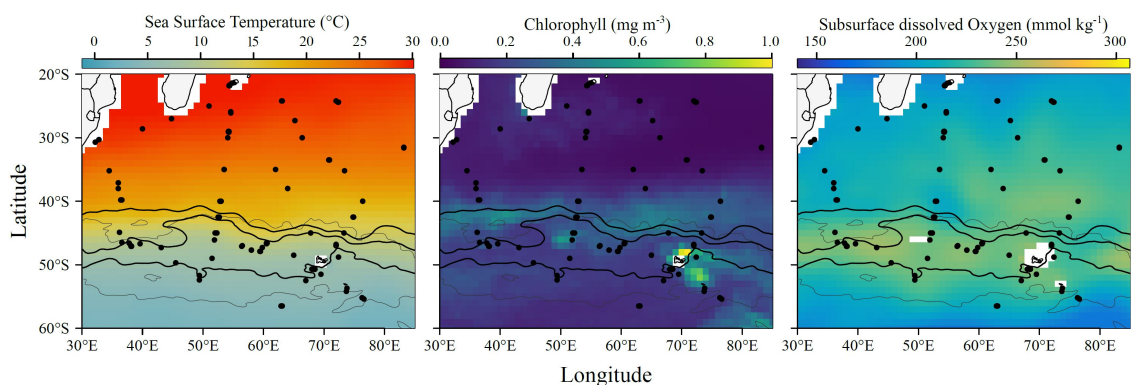 Sea Surface Temperature (°C)
0 5 10 15 20 25 30
Chlorophyll (mg m⁻³)
0.0 0.2 0.4 0.6 0.8 1.0
Subsurface dissolved Oxygen (mmol kg⁻¹)
150 200 250 300
Latitude
20°S
30°S
40°S
50°S
60°S
30°E 40°E 50°E 60°E 70°E 80°E
30°E 40°E 50°E 60°E 70°E 80°E
30°E 40°E 50°E 60°E 70°E 80°E
Longitude